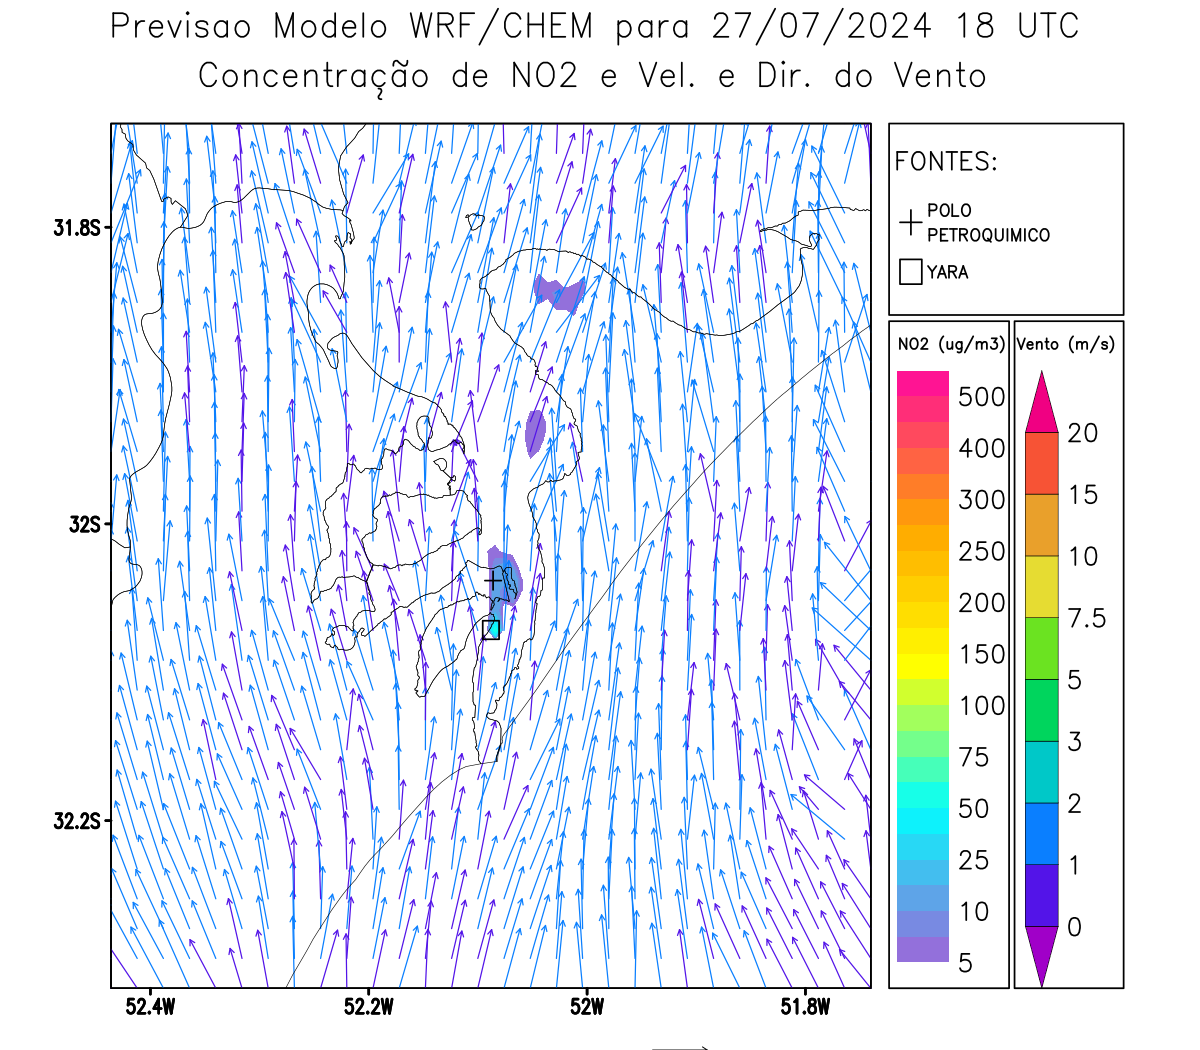 Previsao Modelo WRF/CHEM para 27/07/2024 18 UTC
Concentração de NO2 e Vel. e Dir. do Vento
FONTES:
POLO
PETROQUIMICO
YARA
31.8S
32S
32.2S
52.4W
52.2W
52W
51.8W
NO2 (ug/m3)
500
400
300
250
200
150
100
75
50
25
10
5
Vento (m/s)
20
15
10
7.5
5
3
2
1
0